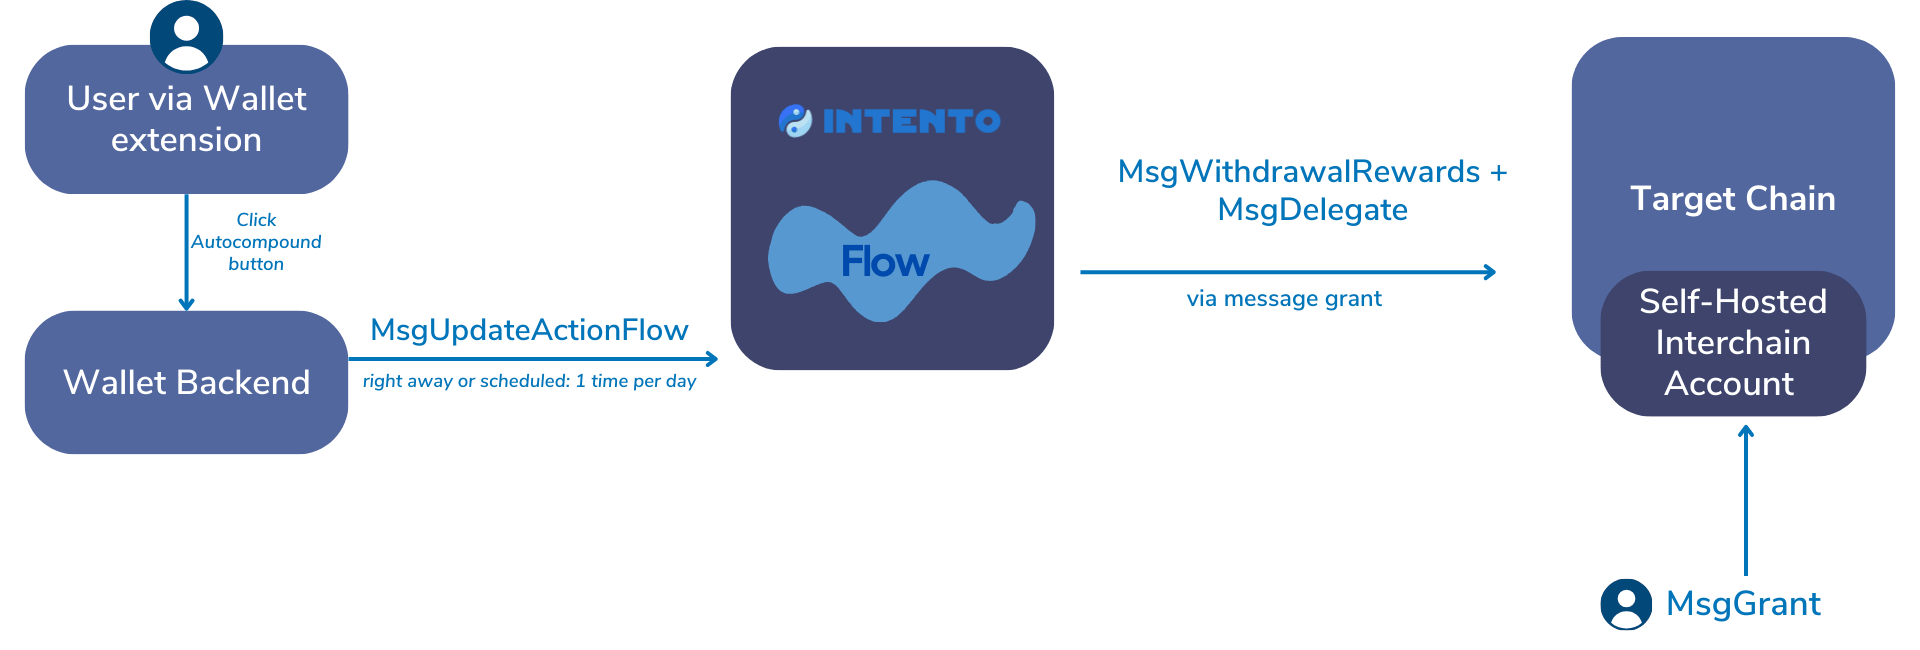 User via Wallet
extension
Click
Autocompound
button
Wallet Backend
MsgUpdateActionFlow
right away or scheduled: 1 time per day
INTENTO
Flow
MsgWithdrawalRewards +
MsgDelegate
via message grant
Target Chain
Self-Hosted
Interchain
Account
MsgGrant